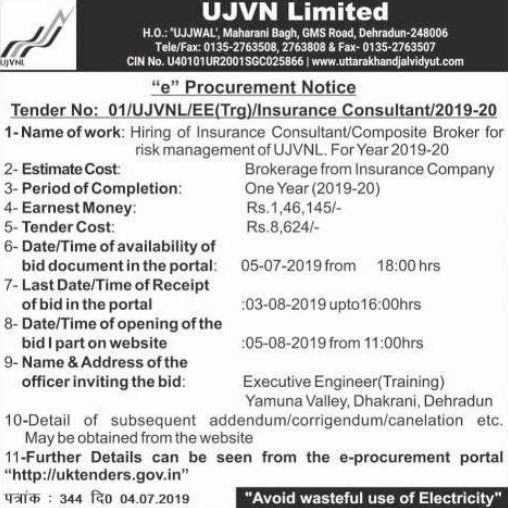 UJVN Limited
H.O.: "UJJWAL', Maharani Bagh, GMS Road, Dehradun-248006
Tele/Fax: 0135-2763508, 2763808 & Fax- 0135-2763507
CIN No. U40101UR2001SGC025866 | www.uttarakhandjalvidyut.com
UJVNL
"e" Procurement Notice
Tender No: 01/UJVNL/EE(Trg)/Insurance Consultant/2019-20
1-Name of work: Hiring of Insurance Consultant/Composite Broker for
risk management of UJVNL. For Year 2019-20
2- Estimate Cost: Brokerage from Insurance Company
3- Period of Completion: One Year (2019-20)
4- Earnest Money: Rs.1,46,145/-
5- Tender Cost: Rs.8,624/-
6- Date/Time of availability of
bid document in the portal: 05-07-2019 from 18:00 hrs
7- Last Date/Time of Receipt
of bid in the portal :03-08-2019 upto16:00hrs
8- Date/Time of opening of the
bid I part on website :05-08-2019 from 11:00hrs
9- Name & Address of the
officer inviting the bid: Executive Engineer(Training)
Yamuna Valley, Dhakrani, Dehradun
10-Detail of subsequent addendum/corrigendum/canelation etc.
May be obtained from the website
11-Further Details can be seen from the e-procurement portal
"http://uktenders.gov.in"
पत्रांक : 344 दि0 04.07.2019 "Avoid wasteful use of Electricity"